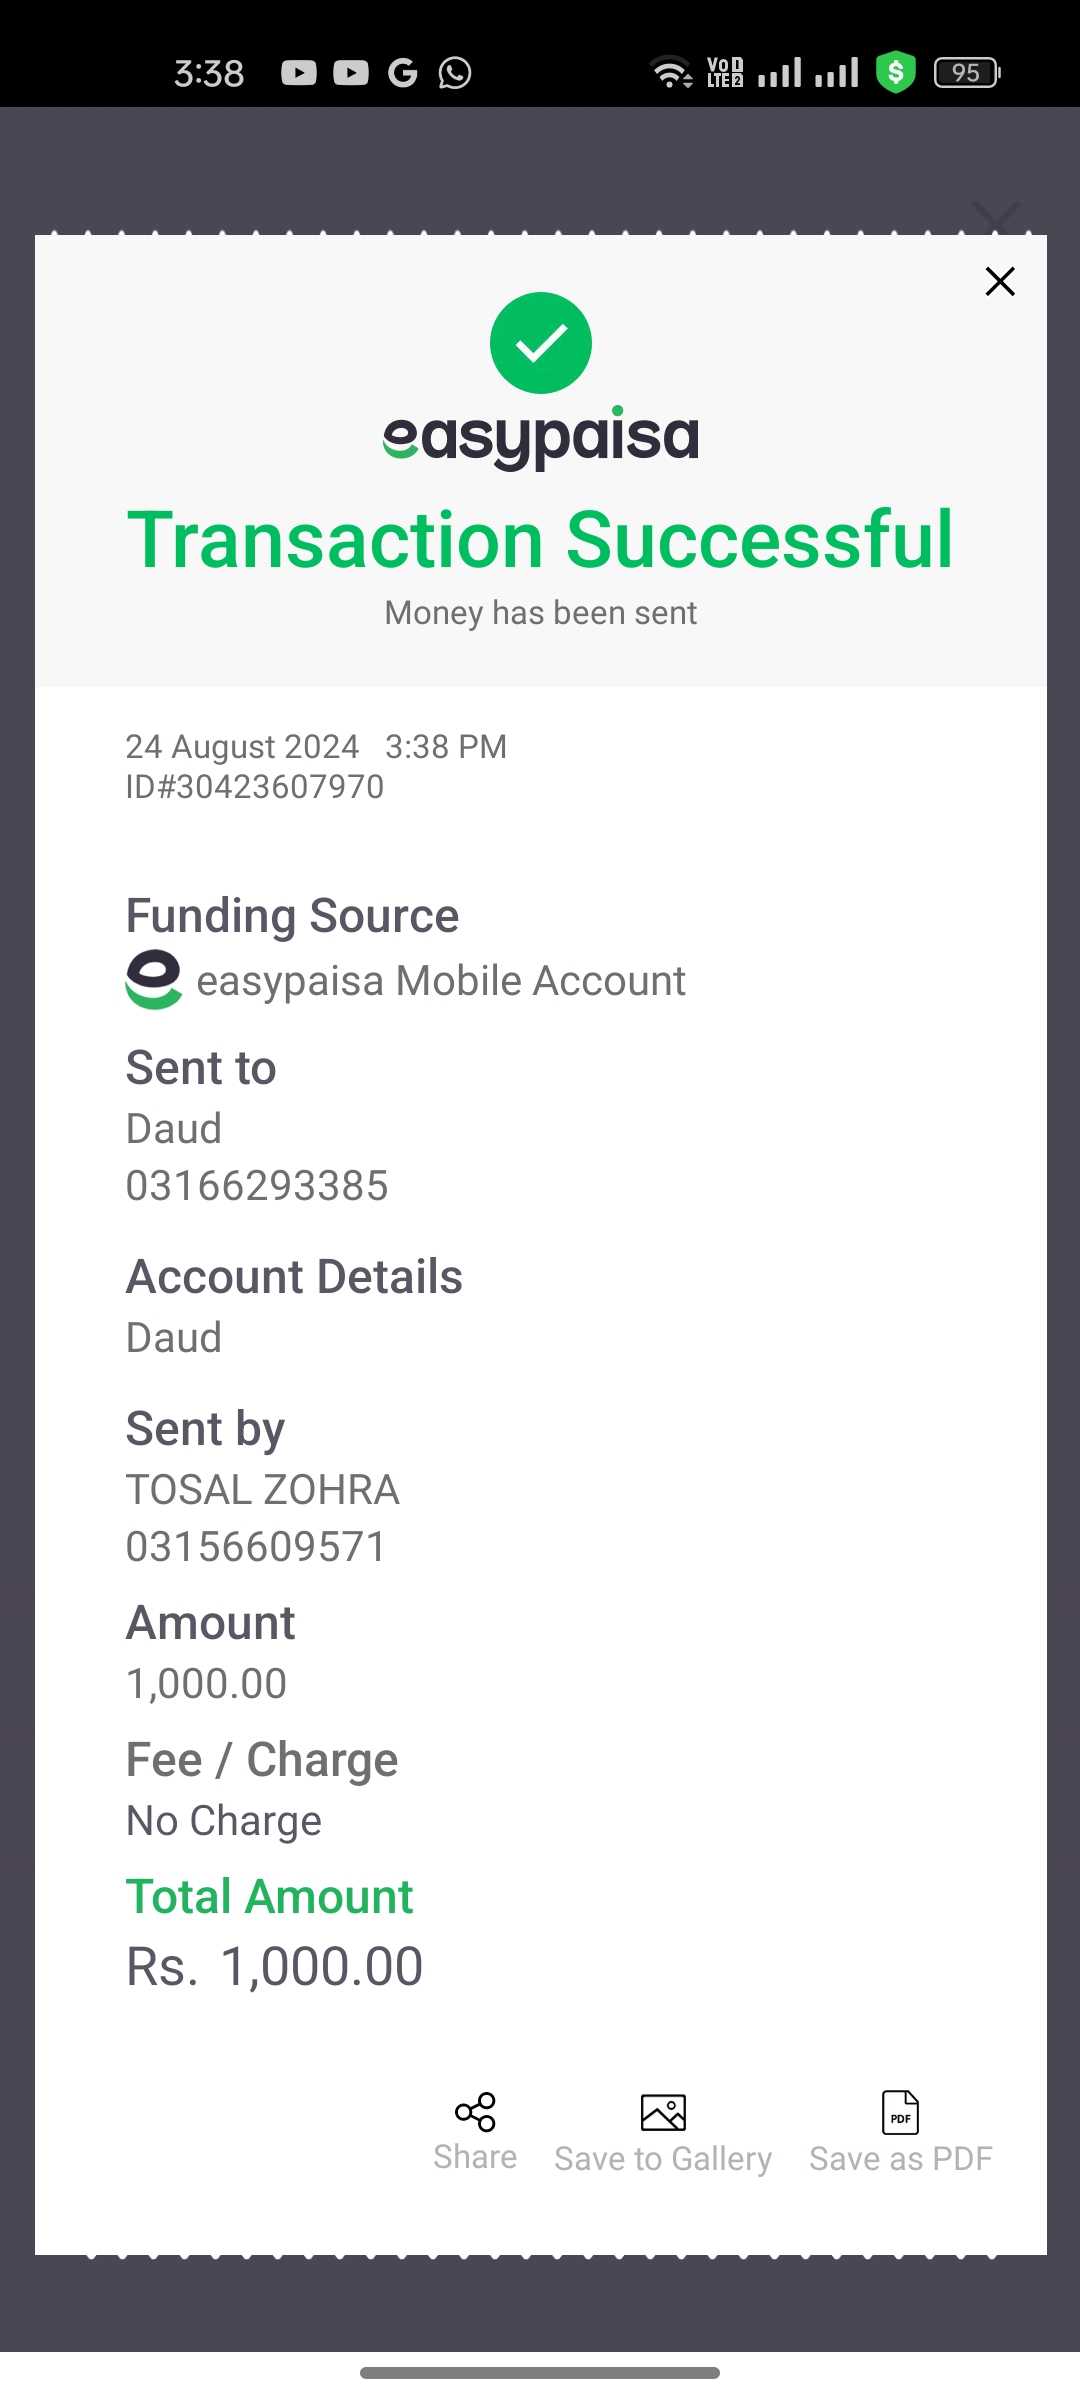 3:38
Vo 1
LTE 2
95
easypaisa
Transaction Successful
Money has been sent
24 August 2024 3:38 PM
ID#30423607970
Funding Source
easypaisa Mobile Account
Sent to
Daud
03166293385
Account Details
Daud
Sent by
TOSAL ZOHRA
03156609571
Amount
1,000.00
Fee / Charge
No Charge
Total Amount
Rs. 1,000.00
PDF
Share Save to Gallery Save as PDF